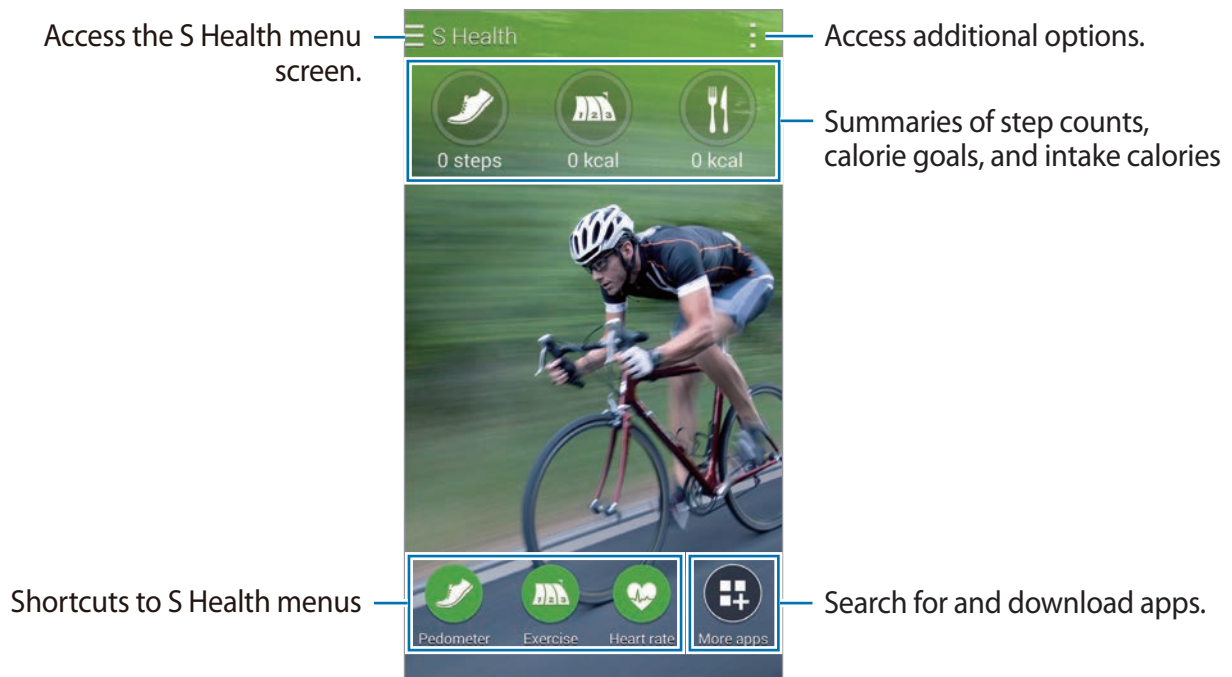 Access the S Health menu
screen.
S Health
Access additional options.
0 steps
0 kcal
0 kcal
Summaries of step counts,
calorie goals, and intake calories
Shortcuts to S Health menus
Pedometer
Exercise
Heart rate
More apps
Search for and download apps.